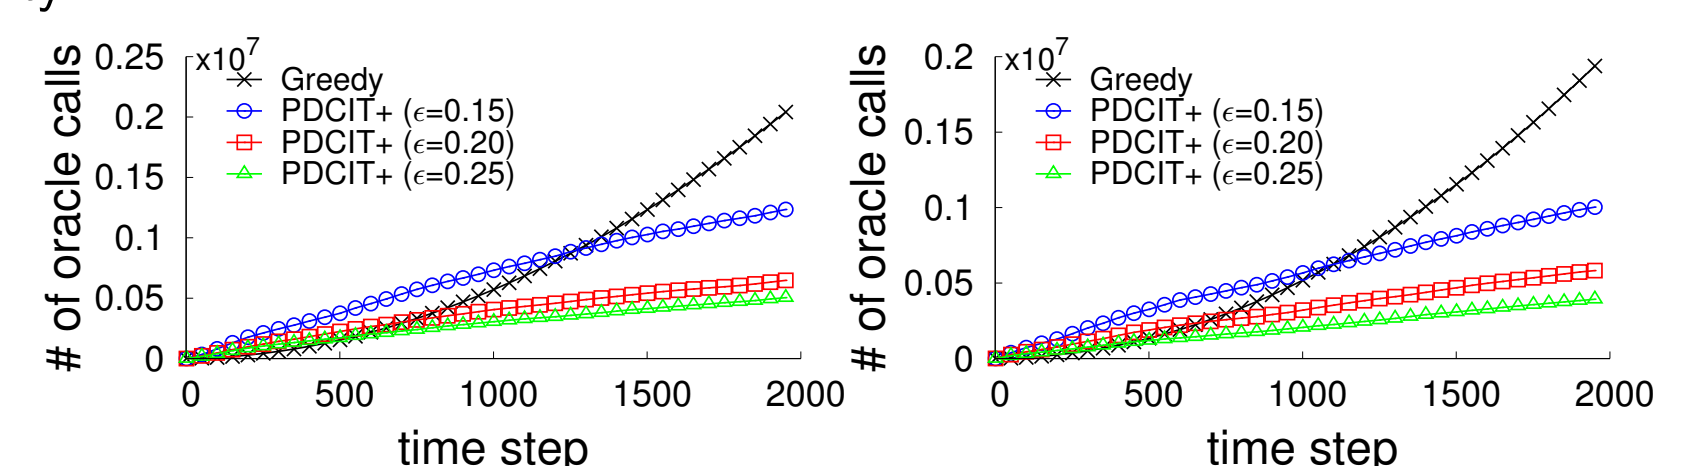 # of oracle calls
0.25
0.2
0.15
0.1
0.05
0
x10^7
Greedy
PDCIT+ (ϵ=0.15)
PDCIT+ (ϵ=0.20)
PDCIT+ (ϵ=0.25)
0 500 1000 1500 2000
time step
# of oracle calls
0.2
0.15
0.1
0.05
0
x10^7
Greedy
PDCIT+ (ϵ=0.15)
PDCIT+ (ϵ=0.20)
PDCIT+ (ϵ=0.25)
0 500 1000 1500 2000
time step